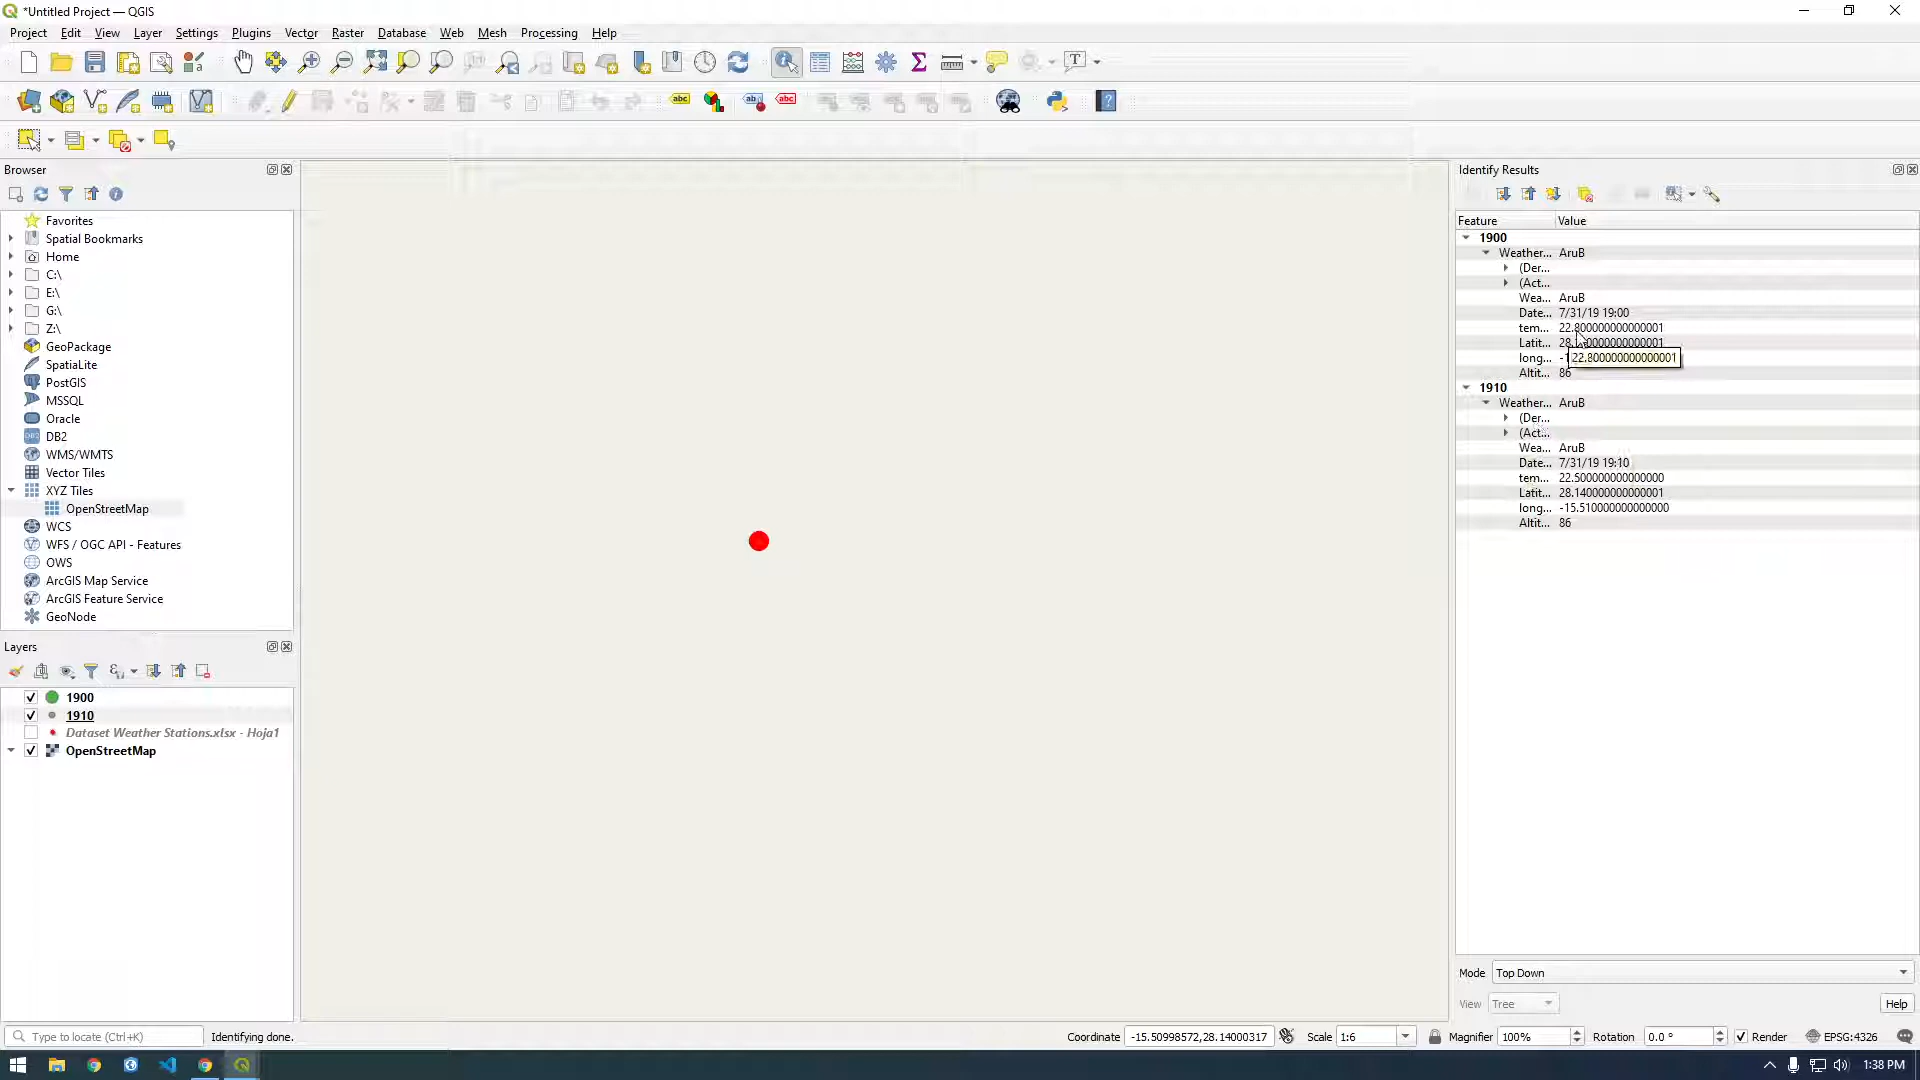 *Untitled Project — QGIS
Project Edit View Layer Settings Plugins Vector Raster Database Web Mesh Processing Help
abc ab abc
Browser
Favorites
Spatial Bookmarks
Home
C:\
E:\
G:\
Z:\
GeoPackage
SpatiaLite
PostGIS
MSSQL
Oracle
DB2
WMS/WMTS
Vector Tiles
XYZ Tiles
OpenStreetMap
WCS
WFS / OGC API - Features
OWS
ArcGIS Map Service
ArcGIS Feature Service
GeoNode
Layers
1900
1910
Dataset Weather Stations.xlsx - Hoja1
OpenStreetMap
Identify Results
Feature Value
1900
Weather... AruB
(Der...
(Act...
Wea... AruB
Date... 7/31/19 19:00
tem... 22.800000000000001
Latit...
long...
22.800000000000001
Altit... 86
1910
Weather... AruB
(Der...
(Act...
Wea... AruB
Date... 7/31/19 19:10
tem... 22.500000000000000
Latit... 28.140000000000001
long... -15.510000000000000
Altit... 86
Mode Top Down
View Tree Help
Type to locate (Ctrl+K) Identifying done. Coordinate -15.50998572,28.14000317 Scale 1:6 Magnifier 100% Rotation 0.0 ° Render EPSG:4326
1:38 PM